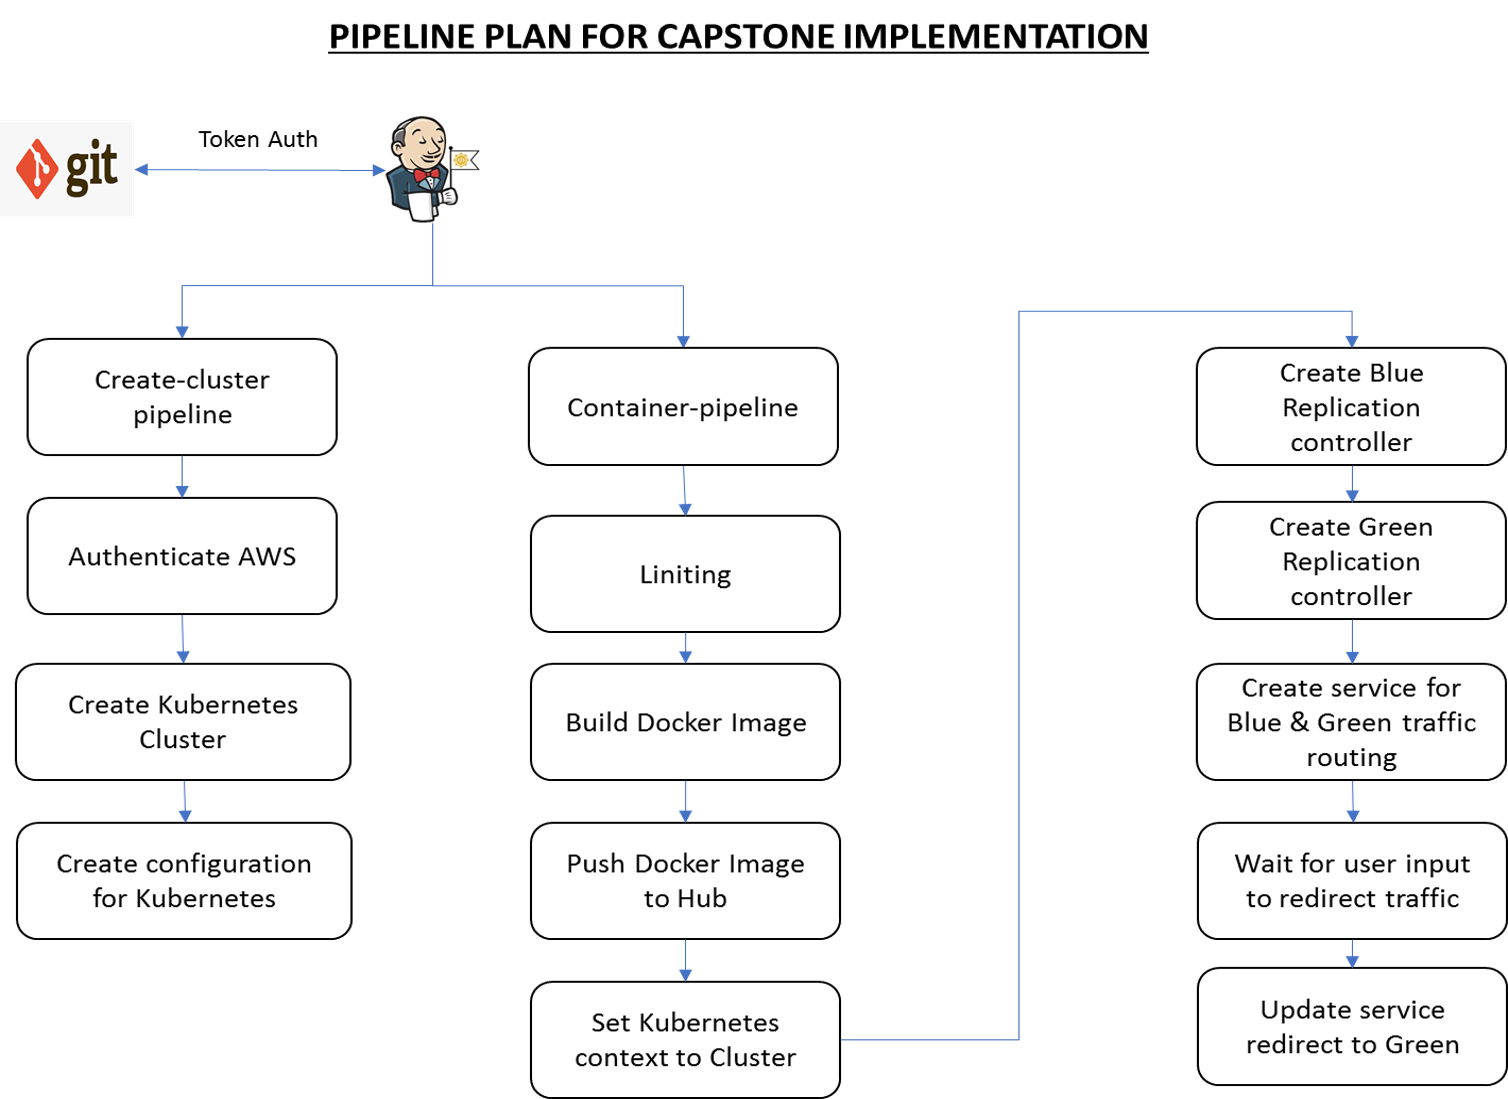 PIPELINE PLAN FOR CAPSTONE IMPLEMENTATION
git
Token Auth
Create-cluster
pipeline
Authenticate AWS
Create Kubernetes
Cluster
Create configuration
for Kubernetes
Container-pipeline
Liniting
Build Docker Image
Push Docker Image
to Hub
Set Kubernetes
context to Cluster
Create Blue
Replication
controller
Create Green
Replication
controller
Create service for
Blue & Green traffic
routing
Wait for user input
to redirect traffic
Update service
redirect to Green